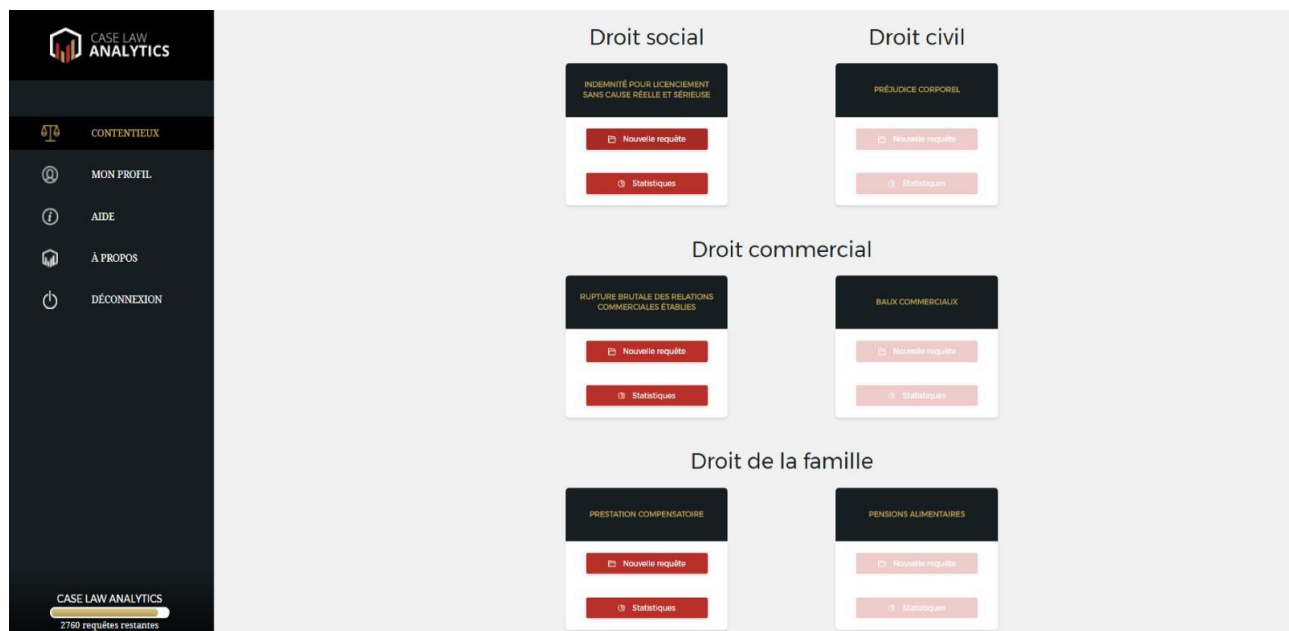 CASE LAW
ANALYTICS
CONTENTIEUX
MON PROFIL
AIDE
À PROPOS
DÉCONNEXION
CASE LAW ANALYTICS
2760 requêtes restantes
Droit social
INDEMNITÉ POUR LICENCIEMENT
SANS CAUSE RÉELLE ET SÉRIEUSE
Nouvelle requête
Statistiques
Droit civil
PRÉJUDICE CORPOREL
Nouvelle requête
Statistiques
Droit commercial
RUPTURE BRUTALE DES RELATIONS
COMMERCIALES ÉTABLIES
Nouvelle requête
Statistiques
BAUX COMMERCIAUX
Nouvelle requête
Statistiques
Droit de la famille
PRESTATION COMPENSATOIRE
Nouvelle requête
Statistiques
PENSIONS ALIMENTAIRES
Nouvelle requête
Statistiques